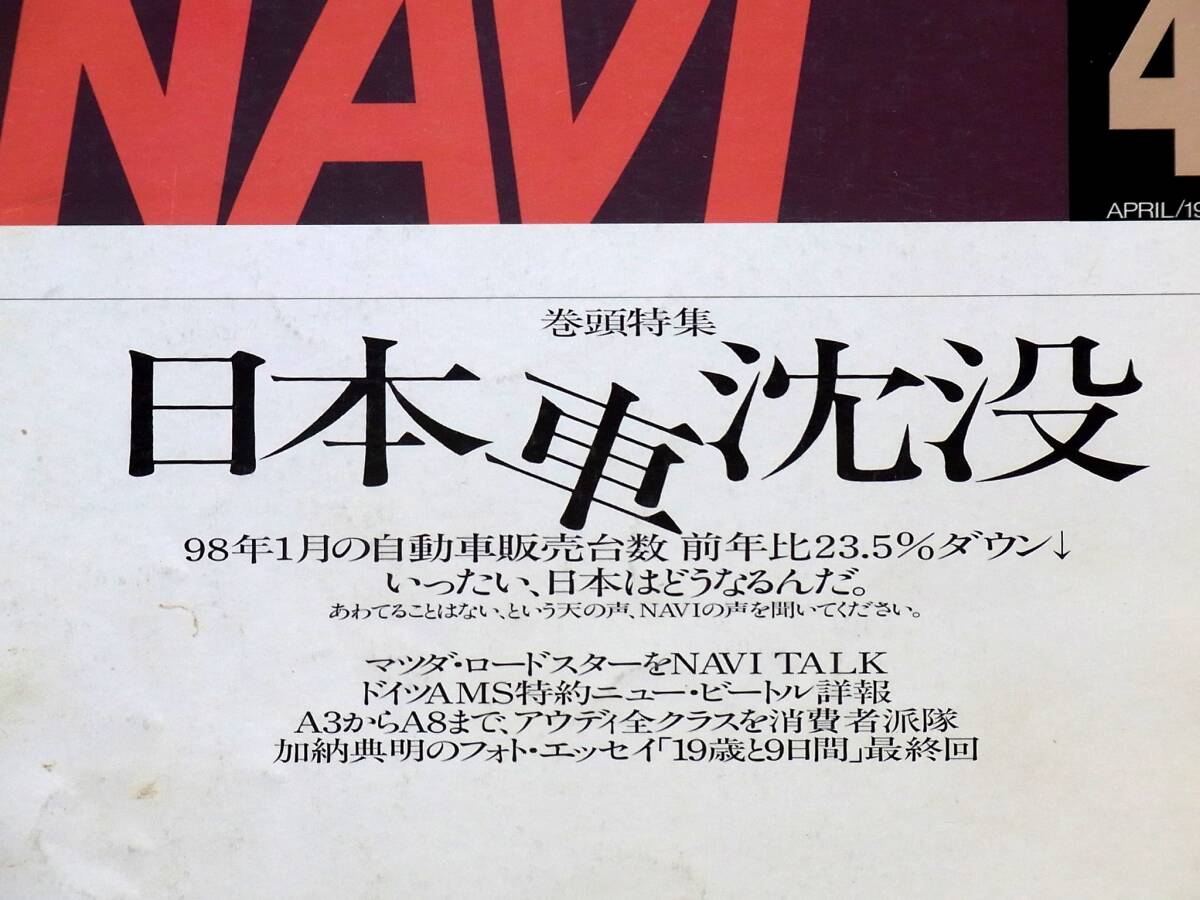 NAVI
4
APRIL/19
巻頭特集
日本車沈没
98年1月の自動車販売台数 前年比23.5%ダウン↓
いったい、日本はどうなるんだ。
あわてることはない、という天の声、NAVIの声を聞いてください。
マツダ・ロードスターをNAVI TALK
ドイツAMS特約ニュー・ビートル詳報
A3からA8まで、アウディ全クラスを消費者派隊
加納典明のフォト・エッセイ「19歳と9日間」最終回